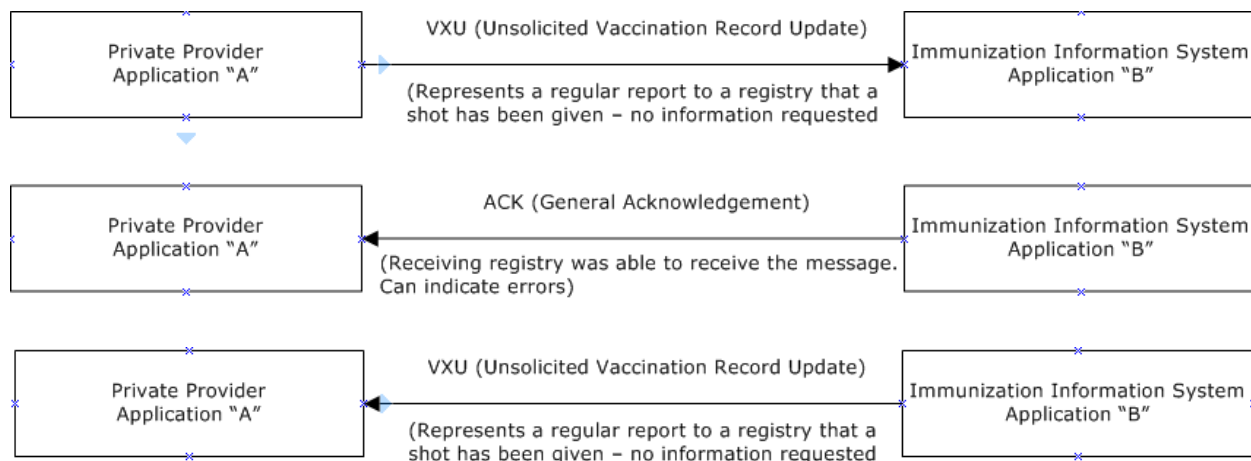 VXU (Unsolicited Vaccination Record Update)
Private Provider
Application “A”
Immunization Information System
Application “B”
(Represents a regular report to a registry that a
shot has been given – no information requested
ACK (General Acknowledgement)
Private Provider
Application “A”
Immunization Information System
Application “B”
(Receiving registry was able to receive the message.
Can indicate errors)
VXU (Unsolicited Vaccination Record Update)
Private Provider
Application “A”
Immunization Information System
Application “B”
(Represents a regular report to a registry that a
shot has been given – no information requested